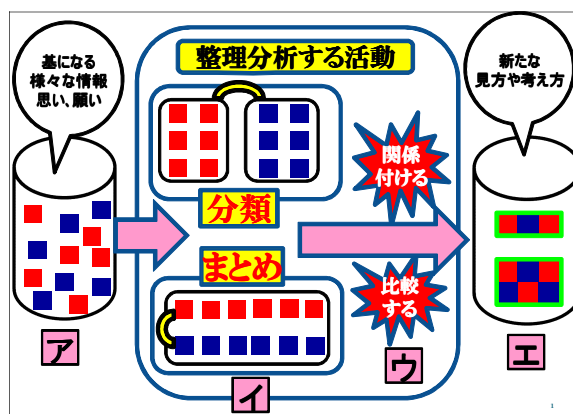 整理分析する活動
基になる
様々な情報
思い、願い
新たな
見方や考え方
分類
まとめ
関係
付ける
比較
する
ア
イ
ウ
エ
1